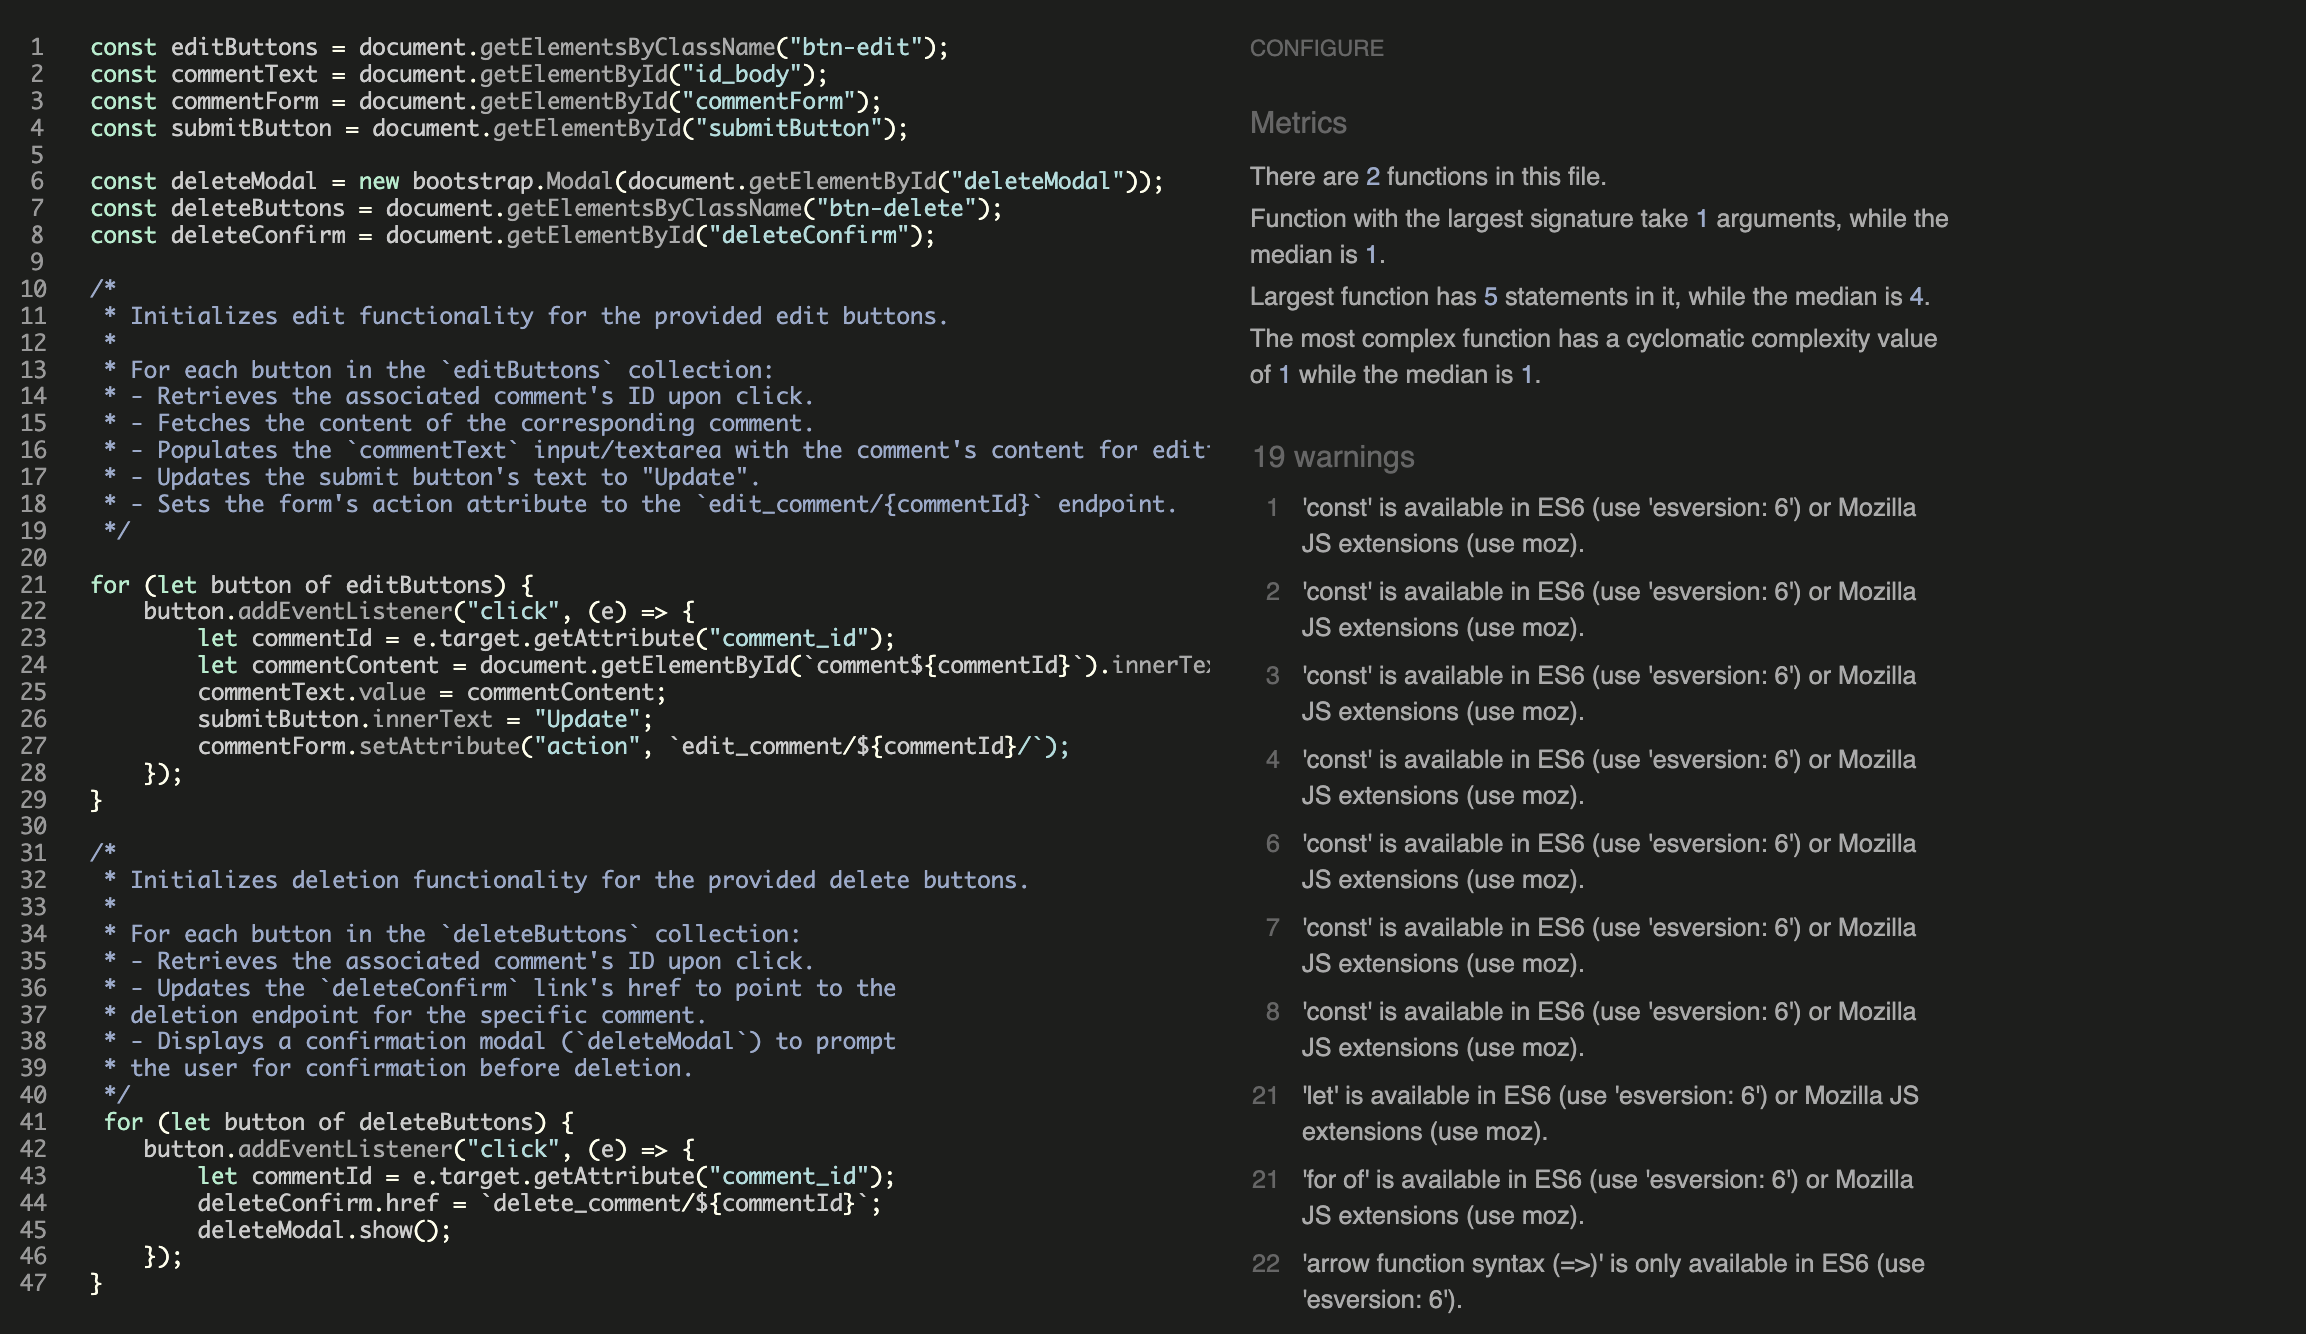 1 const editButtons = document.getElementsByClassName("btn-edit");
2 const commentText = document.getElementById("id_body");
3 const commentForm = document.getElementById("commentForm");
4 const submitButton = document.getElementById("submitButton");
5
6 const deleteModal = new bootstrap.Modal(document.getElementById("deleteModal"));
7 const deleteButtons = document.getElementsByClassName("btn-delete");
8 const deleteConfirm = document.getElementById("deleteConfirm");
9
10 /*
11  * Initializes edit functionality for the provided edit buttons.
12  *
13  * For each button in the `editButtons` collection:
14  * - Retrieves the associated comment's ID upon click.
15  * - Fetches the content of the corresponding comment.
16  * - Populates the `commentText` input/textarea with the comment's content for edit
17  * - Updates the submit button's text to "Update".
18  * - Sets the form's action attribute to the `edit_comment/{commentId}` endpoint.
19  */
20
21 for (let button of editButtons) {
22     button.addEventListener("click", (e) => {
23         let commentId = e.target.getAttribute("comment_id");
24         let commentContent = document.getElementById(`comment${commentId}`).innerTe
25         commentText.value = commentContent;
26         submitButton.innerText = "Update";
27         commentForm.setAttribute("action", `edit_comment/${commentId}/`);
28     });
29 }
30
31 /*
32  * Initializes deletion functionality for the provided delete buttons.
33  *
34  * For each button in the `deleteButtons` collection:
35  * - Retrieves the associated comment's ID upon click.
36  * - Updates the `deleteConfirm` link's href to point to the
37  * deletion endpoint for the specific comment.
38  * - Displays a confirmation modal (`deleteModal`) to prompt
39  * the user for confirmation before deletion.
40  */
41  for (let button of deleteButtons) {
42     button.addEventListener("click", (e) => {
43         let commentId = e.target.getAttribute("comment_id");
44         deleteConfirm.href = `delete_comment/${commentId}`;
45         deleteModal.show();
46     });
47 }
CONFIGURE
Metrics
There are 2 functions in this file.
Function with the largest signature take 1 arguments, while the
median is 1.
Largest function has 5 statements in it, while the median is 4.
The most complex function has a cyclomatic complexity value
of 1 while the median is 1.
19 warnings
1 'const' is available in ES6 (use 'esversion: 6') or Mozilla
JS extensions (use moz).
2 'const' is available in ES6 (use 'esversion: 6') or Mozilla
JS extensions (use moz).
3 'const' is available in ES6 (use 'esversion: 6') or Mozilla
JS extensions (use moz).
4 'const' is available in ES6 (use 'esversion: 6') or Mozilla
JS extensions (use moz).
6 'const' is available in ES6 (use 'esversion: 6') or Mozilla
JS extensions (use moz).
7 'const' is available in ES6 (use 'esversion: 6') or Mozilla
JS extensions (use moz).
8 'const' is available in ES6 (use 'esversion: 6') or Mozilla
JS extensions (use moz).
21 'let' is available in ES6 (use 'esversion: 6') or Mozilla JS
extensions (use moz).
21 'for of' is available in ES6 (use 'esversion: 6') or Mozilla
JS extensions (use moz).
22 'arrow function syntax (=>)' is only available in ES6 (use
'esversion: 6').